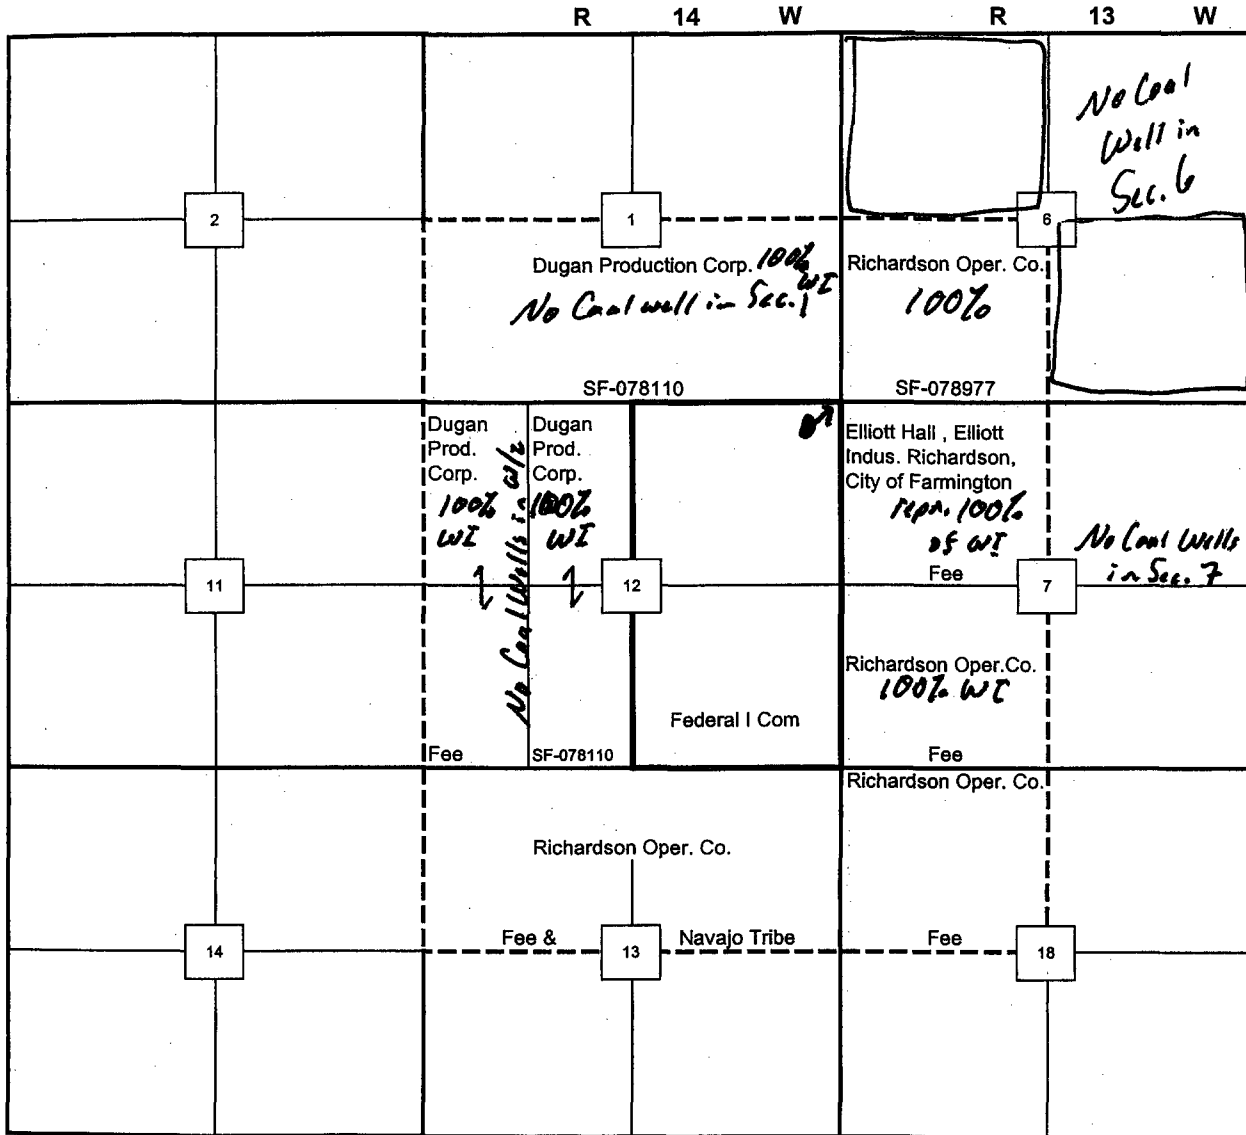 R 14 W R 13 W
No Coal
Well in
Sec. 6
2
1
6
Dugan Production Corp. 100%
WI
No Coal well in Sec. 1
Richardson Oper. Co.
100%
SF-078110
SF-078977
Dugan
Prod.
Corp.
100%
WI
No Coal Wells in W/2
Dugan
Prod.
Corp.
100%
WI
Elliott Hall , Elliott
Indus. Richardson,
City of Farmington
repr. 100%
of WI
Fee
No Coal Wells
in Sec. 7
11
12
7
Richardson Oper.Co.
100% WI
Federal I Com
Fee
SF-078110
Fee
Richardson Oper. Co.
Richardson Oper. Co.
14
Fee &
13
Navajo Tribe
Fee
18